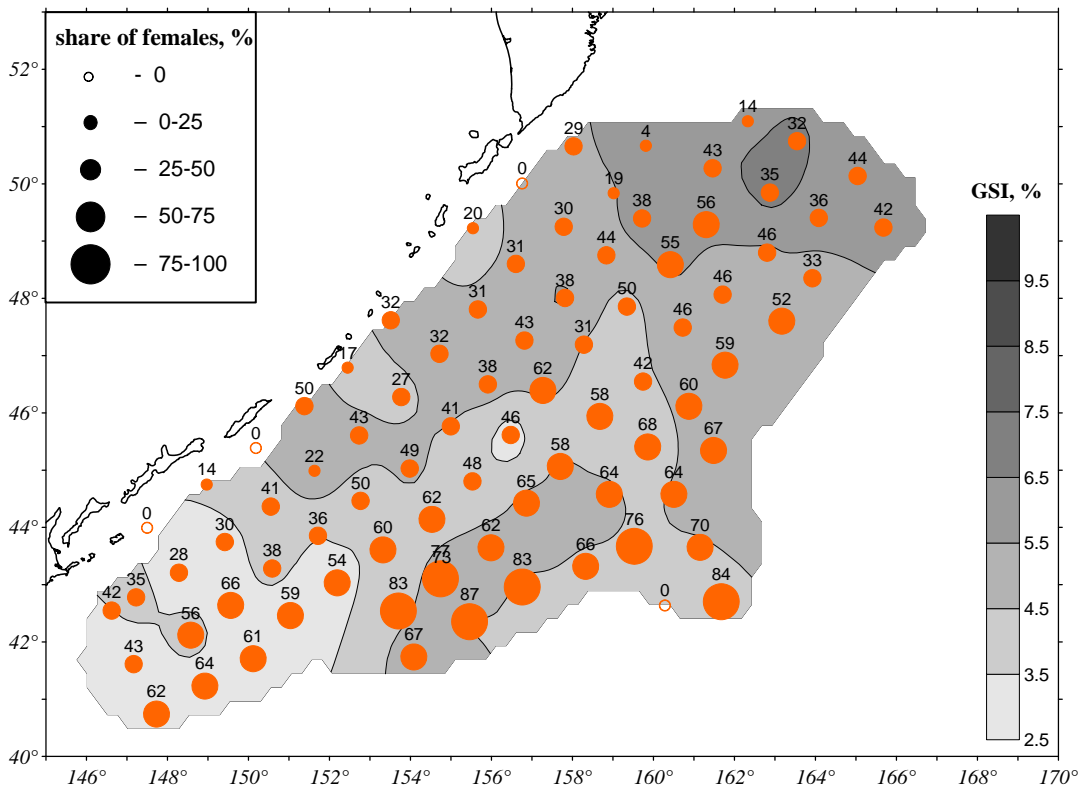 share of females, %
- 0
– 0-25
– 25-50
– 50-75
– 75-100
52°
50°
48°
46°
44°
42°
40°
14
29 4 32
43 44
0 35
19
38 56 36 42
20 30
44 55 46
31 33
38 46
50 52
32 31
43 31 46
32 59
17 38 62 42
27 60
50 58
43 41 46 68 67
0
22 49 58
14 48 64 64
41 50 65
0 62
30 36 60 62 76 70
38 77
28 73 83 66
54
35 66 83 0 84
42 59 87
56
43 61 67
64
62
GSI, %
9.5
8.5
7.5
6.5
5.5
4.5
3.5
2.5
146° 148° 150° 152° 154° 156° 158° 160° 162° 164° 166° 168° 170°